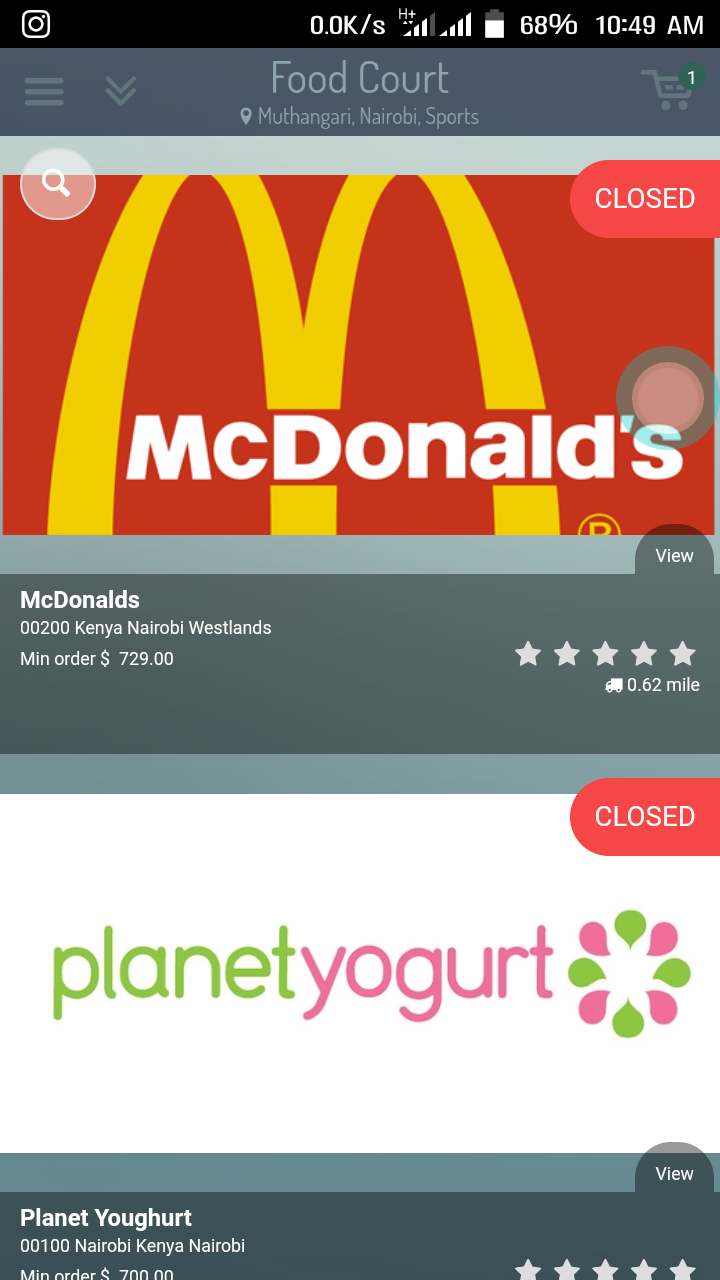 0.0K/s H+ 68% 10:49 AM
Food Court
1
Muthangari, Nairobi, Sports
CLOSED
McDonald's
®
View
McDonalds
00200 Kenya Nairobi Westlands
Min order $ 729.00
0.62 mile
CLOSED
planetyogurt
View
Planet Youghurt
00100 Nairobi Kenya Nairobi
Min order $ 700.00